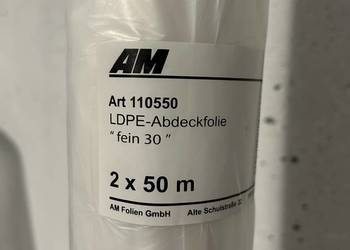 AM
Art 110550
LDPE-Abdeckfolie
“ fein 30 ”
2 x 50 m
AM Folien GmbH Alte Schulstraße